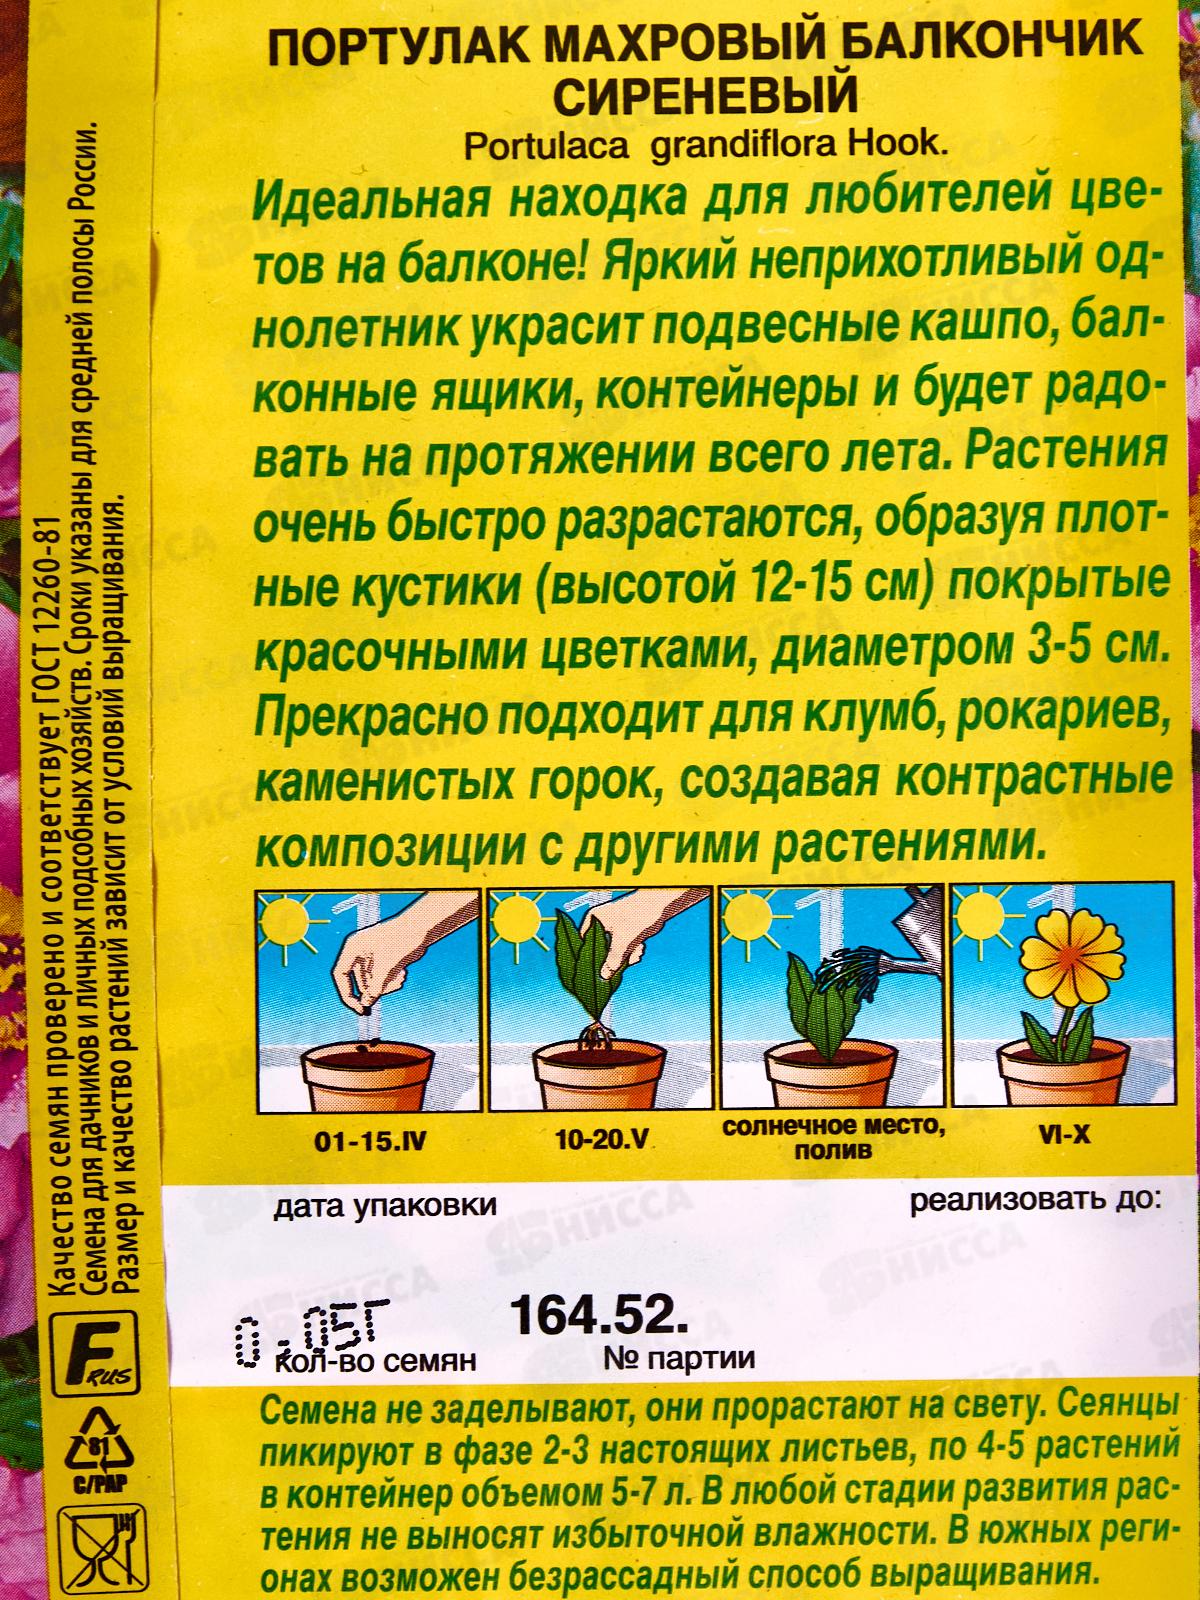 ПОРТУЛАК МАХРОВЫЙ БАЛКОНЧИК
СИРЕНЕВЫЙ
Portulaca grandiflora Hook.
Идеальная находка для любителей цве-
тов на балконе! Яркий неприхотливый од-
нолетник украсит подвесные кашпо, бал-
конные ящики, контейнеры и будет радо-
вать на протяжении всего лета. Растения
очень быстро разрастаются, образуя плот-
ные кустики (высотой 12-15 см) покрытые
красочными цветками, диаметром 3-5 см.
Прекрасно подходит для клумб, рокариев,
каменистых горок, создавая контрастные
композиции с другими растениями.
01-15.IV
10-20.V
солнечное место,
полив
VI-X
дата упаковки
реализовать до:
0,05Г
164.52.
кол-во семян
№ партии
Семена не заделывают, они прорастают на свету. Сеянцы
пикируют в фазе 2-3 настоящих листьев, по 4-5 растений
в контейнер объемом 5-7 л. В любой стадии развития рас-
тения не выносят избыточной влажности. В южных реги-
онах возможен безрассадный способ выращивания.
Качество семян проверено и соответствует ГОСТ 12260-81
Семена для дачников и личных подсобных хозяйств. Сроки указаны для средней полосы России.
Размер и качество растений зависит от условий выращивания.
F RUS
81
C/PAP
НИССА